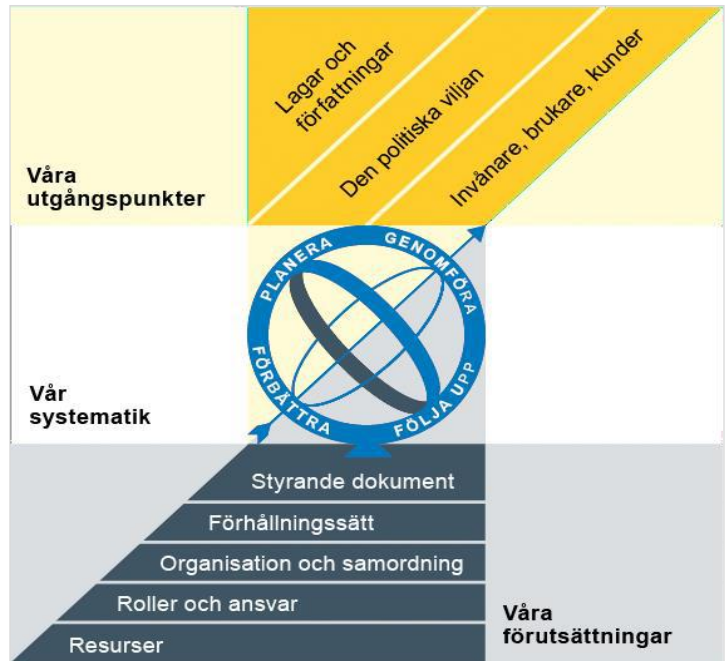 Lagar och
författningar
Den politiska viljan
Invånare, brukare, kunder
Våra
utgångspunkter
PLANERA
GENOMFÖRA
FÖRBÄTTRA
FÖLJA UPP
Vår
systematik
Styrande dokument
Förhållningssätt
Organisation och samordning
Roller och ansvar
Resurser
Våra
förutsättningar